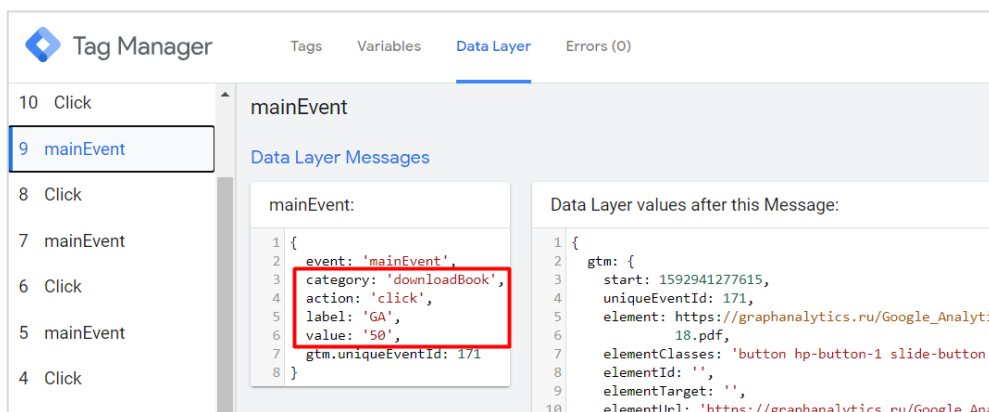 Tag Manager
Tags Variables Data Layer Errors (0)
10 Click
9 mainEvent
8 Click
7 mainEvent
6 Click
5 mainEvent
4 Click
mainEvent
Data Layer Messages
mainEvent:
1 {
2 event: 'mainEvent',
3 category: 'downloadBook',
4 action: 'click',
5 label: 'GA',
6 value: '50',
7 gtm.uniqueEventId: 171
8 }
Data Layer values after this Message:
1 {
2 gtm: {
3 start: 1592941277615,
4 uniqueEventId: 171,
5 element: https://graphanalytics.ru/Google_Analyti
6 18.pdf,
7 elementClasses: 'button hp-button-1 slide-button
8 elementId: '',
9 elementTarget: '',
10 elementUrl: 'https://graphanalytics.ru/Google_Ana